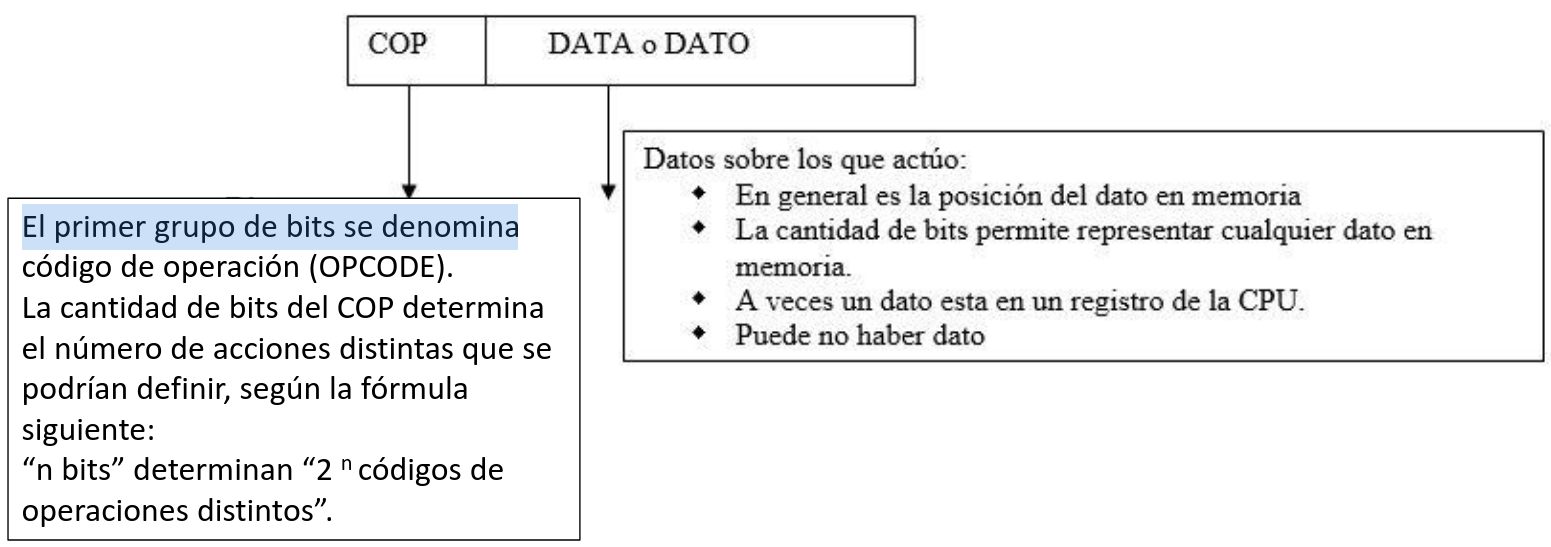 COP DATA o DATO
Datos sobre los que actúo:
◆ En general es la posición del dato en memoria
◆ La cantidad de bits permite representar cualquier dato en
memoria.
◆ A veces un dato esta en un registro de la CPU.
◆ Puede no haber dato
El primer grupo de bits se denomina
código de operación (OPCODE).
La cantidad de bits del COP determina
el número de acciones distintas que se
podrían definir, según la fórmula
siguiente:
“n bits” determinan “2 ⁿ códigos de
operaciones distintos”.